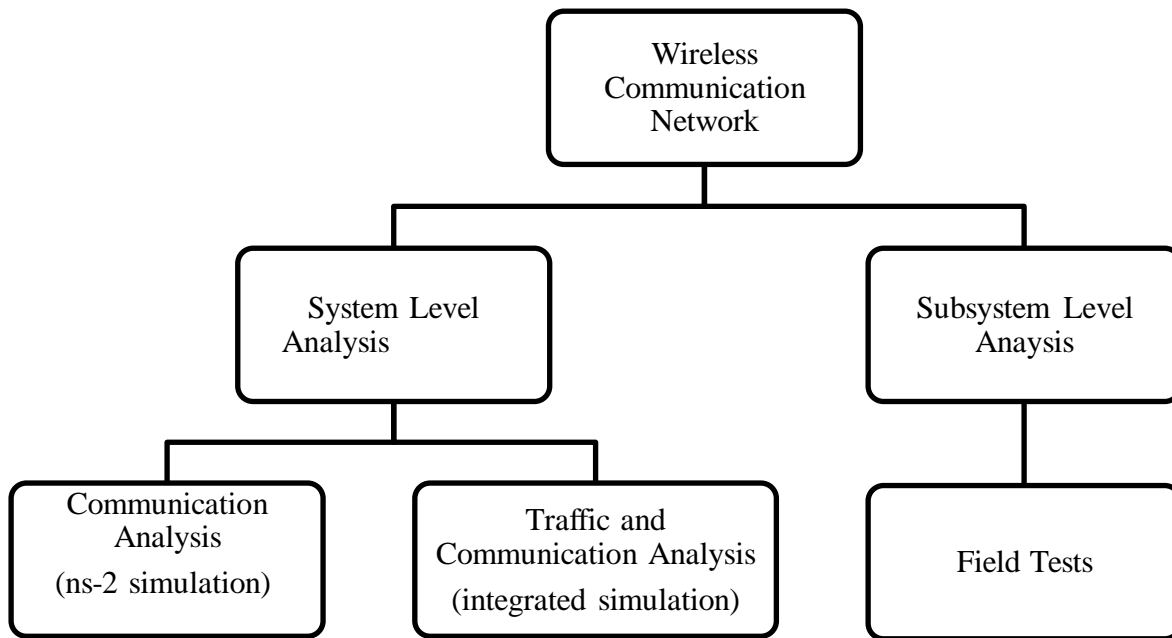 Wireless
Communication
Network
System Level
Analysis
Subsystem Level
Anaysis
Communication
Analysis
(ns-2 simulation)
Traffic and
Communication Analysis
(integrated simulation)
Field Tests